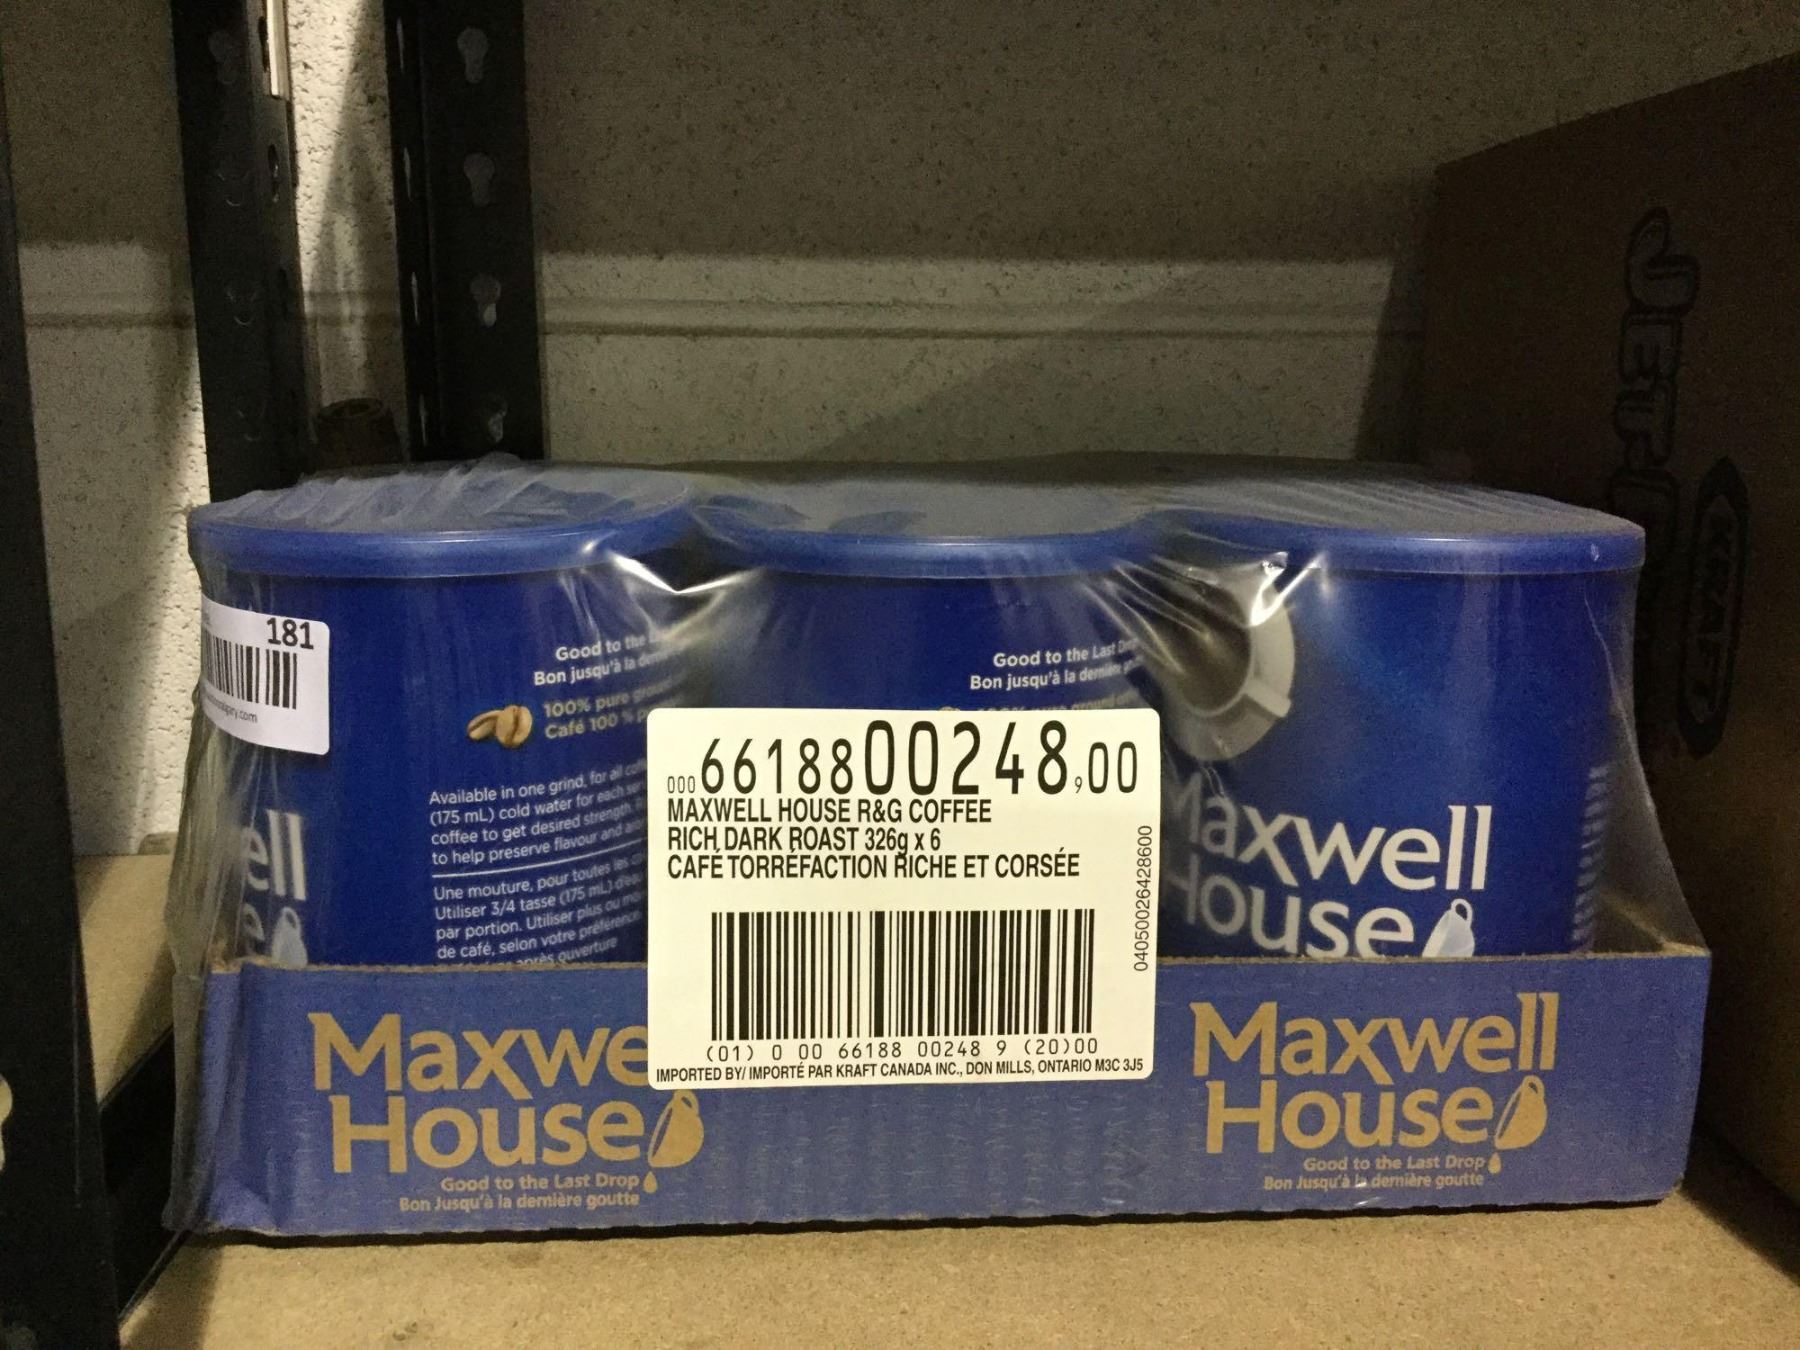 JET-PUFFED
KRAFT
181
Good to the
Bon jusqu'à la
100% pure
Café 100 %
Available in one grind, for all
(175 mL) cold water for each
coffee to get desired strength.
to help preserve flavour and
Une mouture, pour toutes les
Utiliser 3/4 tasse (175 mL)
par portion. Utiliser plus ou
de café, selon votre préférence
après ouverture
ell
Good to the Last
Bon jusqu'à la dernière
Maxwell
House
000 66188 00248,00
MAXWELL HOUSE R&G COFFEE
RICH DARK ROAST 326g x 6
CAFÉ TORRÉFACTION RICHE ET CORSÉE
04050026428600
(01) 0 00 66188 00248 9 (20)00
IMPORTED BY/ IMPORTÉ PAR KRAFT CANADA INC., DON MILLS, ONTARIO M3C 3J5
Maxwe
House
Good to the Last Drop
Bon Jusqu'à la dernière goutte
Maxwell
House
Good to the Last Drop
Bon Jusqu'à la dernière goutte